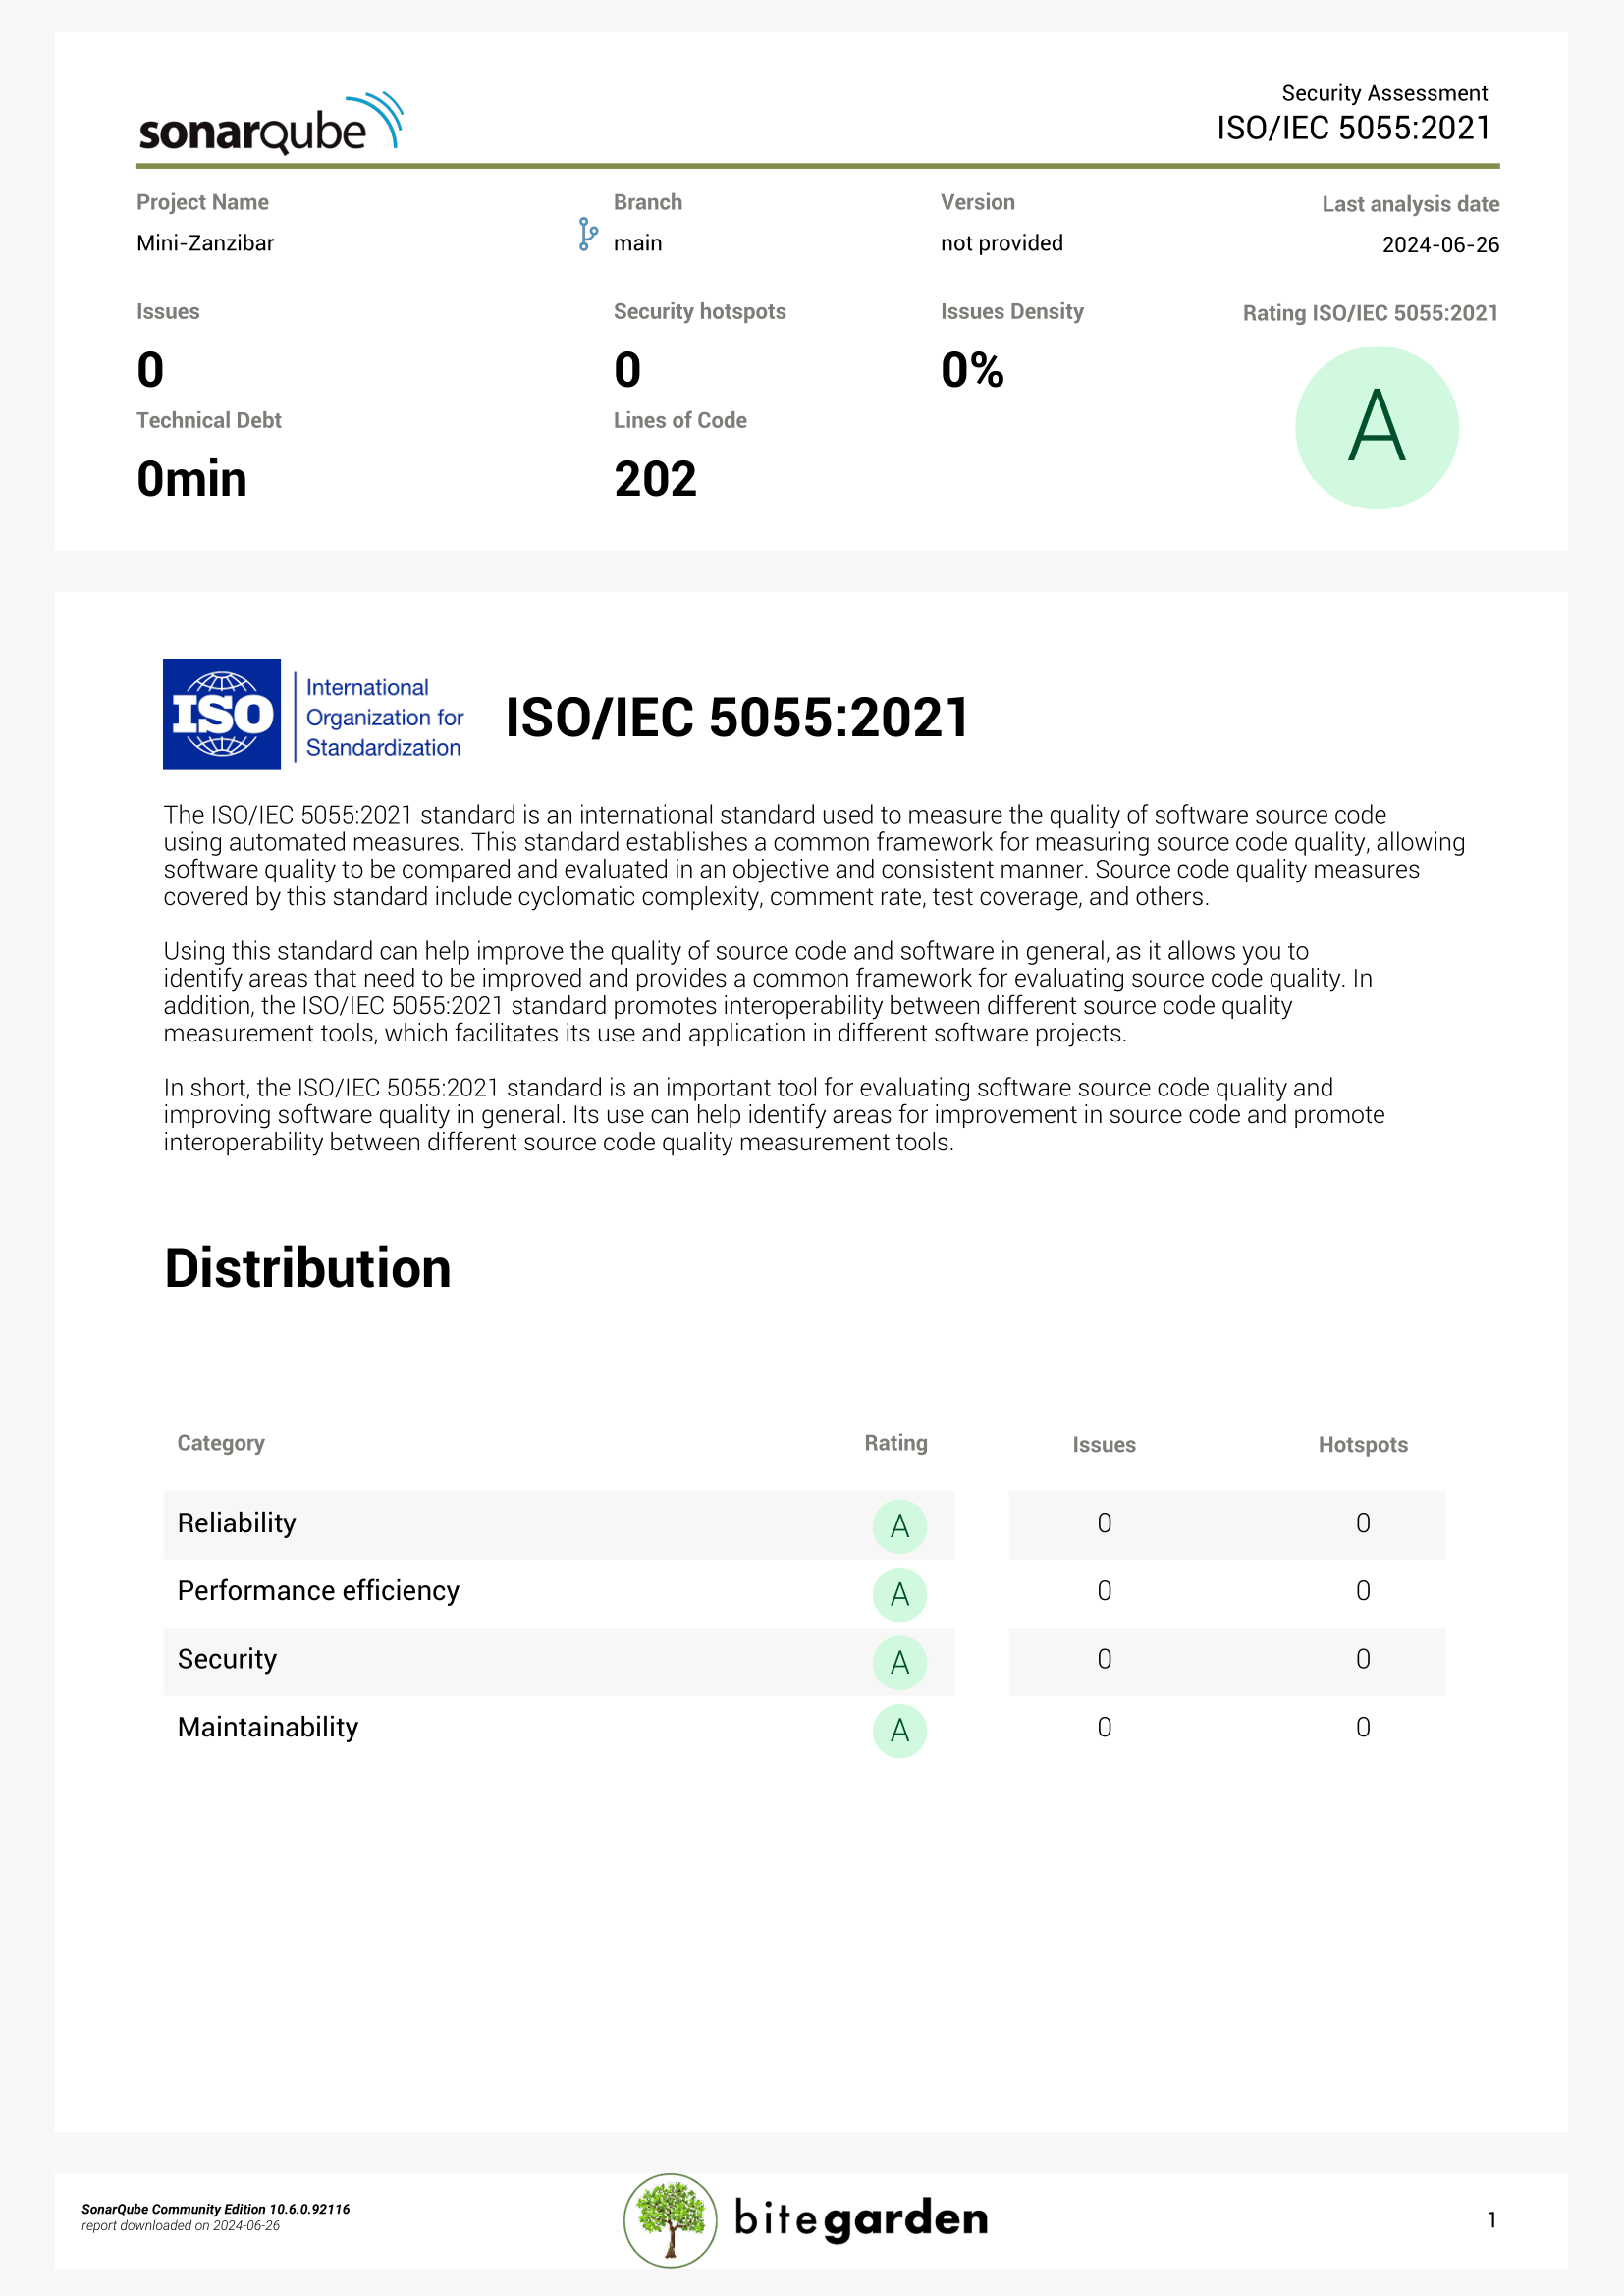 sonarqube
Security Assessment
ISO/IEC 5055:2021
Project Name
Branch
Version
Last analysis date
Mini-Zanzibar
main
not provided
2024-06-26
Issues
Security hotspots
Issues Density
Rating ISO/IEC 5055:2021
0
0
0%
A
Technical Debt
Lines of Code
0min
202
ISO
International
Organization for
Standardization
ISO/IEC 5055:2021
The ISO/IEC 5055:2021 standard is an international standard used to measure the quality of software source code
using automated measures. This standard establishes a common framework for measuring source code quality, allowing
software quality to be compared and evaluated in an objective and consistent manner. Source code quality measures
covered by this standard include cyclomatic complexity, comment rate, test coverage, and others.
Using this standard can help improve the quality of source code and software in general, as it allows you to
identify areas that need to be improved and provides a common framework for evaluating source code quality. In
addition, the ISO/IEC 5055:2021 standard promotes interoperability between different source code quality
measurement tools, which facilitates its use and application in different software projects.
In short, the ISO/IEC 5055:2021 standard is an important tool for evaluating software source code quality and
improving software quality in general. Its use can help identify areas for improvement in source code and promote
interoperability between different source code quality measurement tools.
Distribution
Category Rating Issues Hotspots
Reliability A 0 0
Performance efficiency A 0 0
Security A 0 0
Maintainability A 0 0
SonarQube Community Edition 10.6.0.92116
report downloaded on 2024-06-26
bitegarden
1